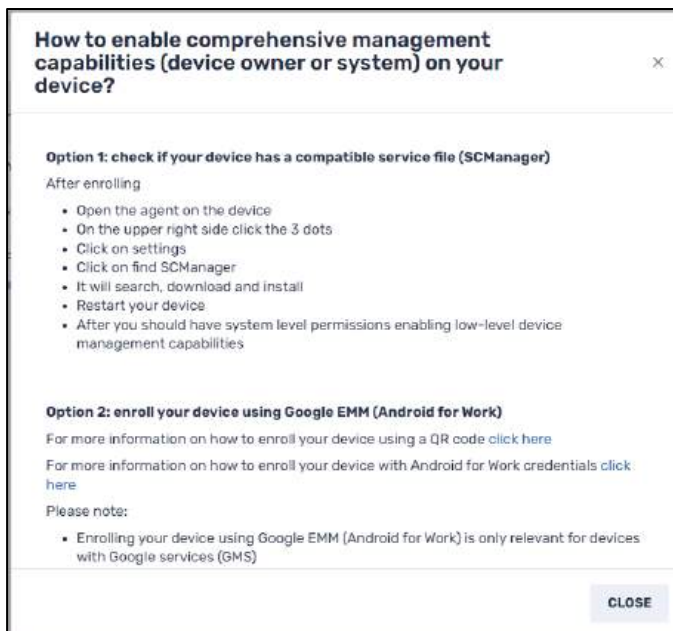 How to enable comprehensive management
capabilities (device owner or system) on your
device?
×
Option 1: check if your device has a compatible service file (SCManager)
After enrolling
• Open the agent on the device
• On the upper right side click the 3 dots
• Click on settings
• Click on find SCManager
• It will search, download and install
• Restart your device
• After you should have system level permissions enabling low-level device
management capabilities
Option 2: enroll your device using Google EMM (Android for Work)
For more information on how to enroll your device using a QR code click here
For more information on how to enroll your device with Android for Work credentials click
here
Please note:
• Enrolling your device using Google EMM (Android for Work) is only relevant for devices
with Google services (GMS)
CLOSE